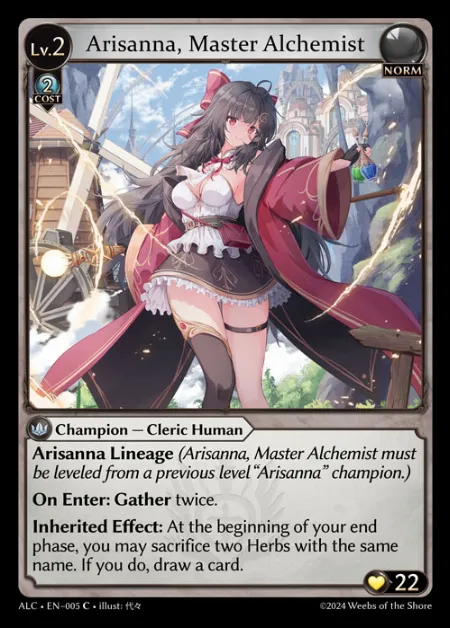 Lv.2
Arisanna, Master Alchemist
NORM
2
COST
Champion — Cleric Human
Arisanna Lineage (Arisanna, Master Alchemist must
be leveled from a previous level “Arisanna” champion.)
On Enter: Gather twice.
Inherited Effect: At the beginning of your end
phase, you may sacrifice two Herbs with the same
name. If you do, draw a card.
22
ALC • EN-005 C • illust: 代々
©2024 Weebs of the Shore